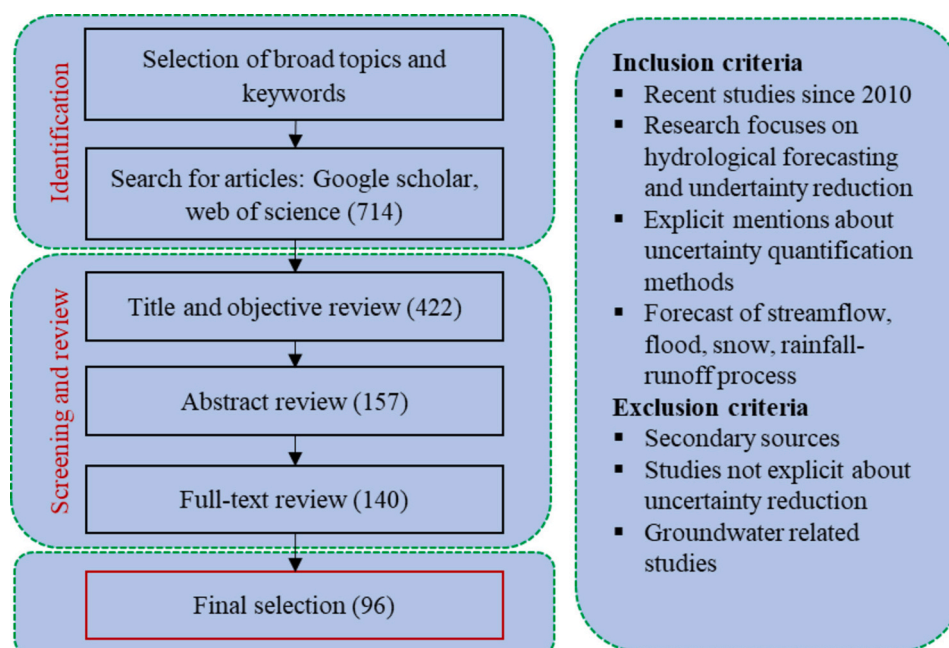 Identification
Selection of broad topics and
keywords
Search for articles: Google scholar,
web of science (714)
Screening and review
Title and objective review (422)
Abstract review (157)
Full-text review (140)
Final selection (96)
Inclusion criteria
▪ Recent studies since 2010
▪ Research focuses on
hydrological forecasting
and undertainty reduction
▪ Explicit mentions about
uncertainty quantification
methods
▪ Forecast of streamflow,
flood, snow, rainfall-
runoff process
Exclusion criteria
▪ Secondary sources
▪ Studies not explicit about
uncertainty reduction
▪ Groundwater related
studies